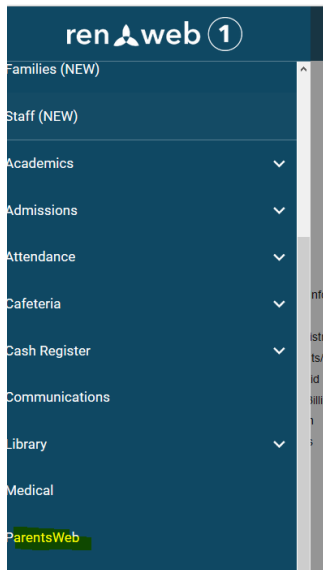 ren web 1
Families (NEW)
Staff (NEW)
Academics
Admissions
Attendance
Cafeteria
Cash Register
Communications
Library
Medical
ParentsWeb